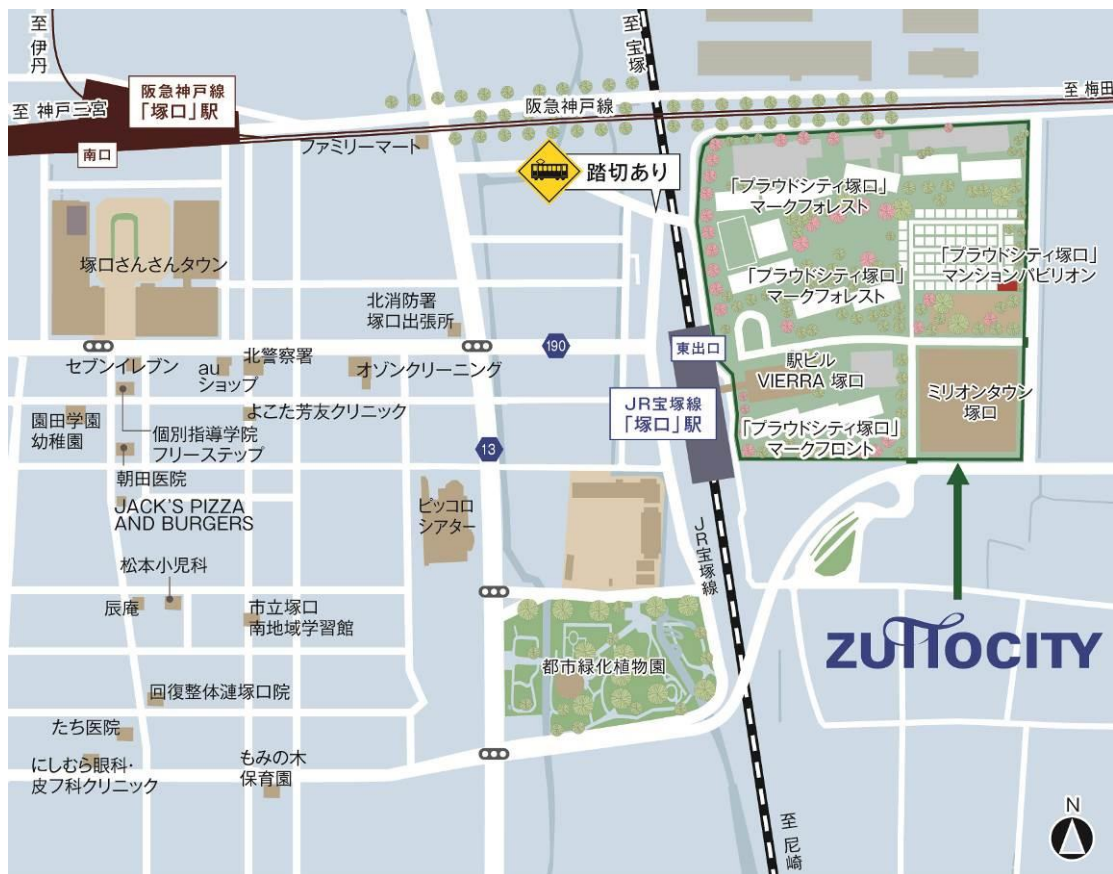 至伊丹
至 神戸三宮
阪急神戸線
「塚口」駅
南口
至宝塚
阪急神戸線
至 梅田
ファミリーマート
踏切あり
「プラウドシティ塚口」
マークフォレスト
「プラウドシティ塚口」
マンションパビリオン
「プラウドシティ塚口」
マークフォレスト
塚口さんさんタウン
北消防署
塚口出張所
190
東出口
駅ビル
VIERRA 塚口
ミリオンタウン
塚口
「プラウドシティ塚口」
マークフロント
セブンイレブン
au
ショップ
北警察署
オゾンクリーニング
JR宝塚線
「塚口」駅
園田学園
幼稚園
個別指導学院
フリーステップ
よこた芳友クリニック
13
朝田医院
JACK'S PIZZA
AND BURGERS
ピッコロ
シアター
JR宝塚線
松本小児科
辰庵
市立塚口
南地域学習館
ZUTTOCITY
都市緑化植物園
回復整体漣塚口院
たち医院
にしむら眼科・
皮フ科クリニック
もみの木
保育園
至尼崎
N